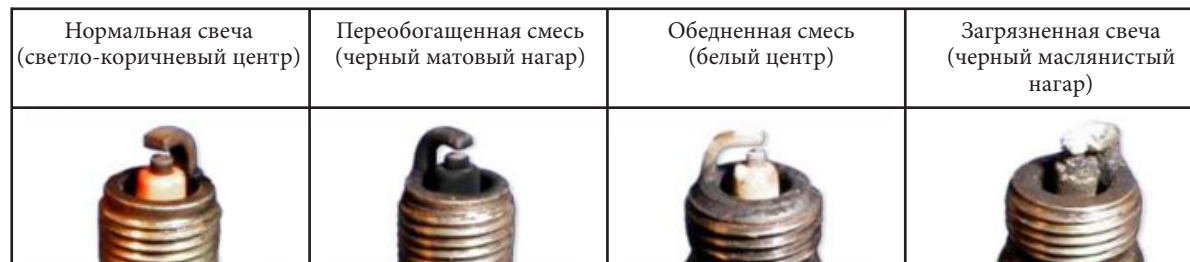 Нормальная свеча
(светло-коричневый центр)
Переобогащенная смесь
(черный матовый нагар)
Обедненная смесь
(белый центр)
Загрязненная свеча
(черный маслянистый
нагар)